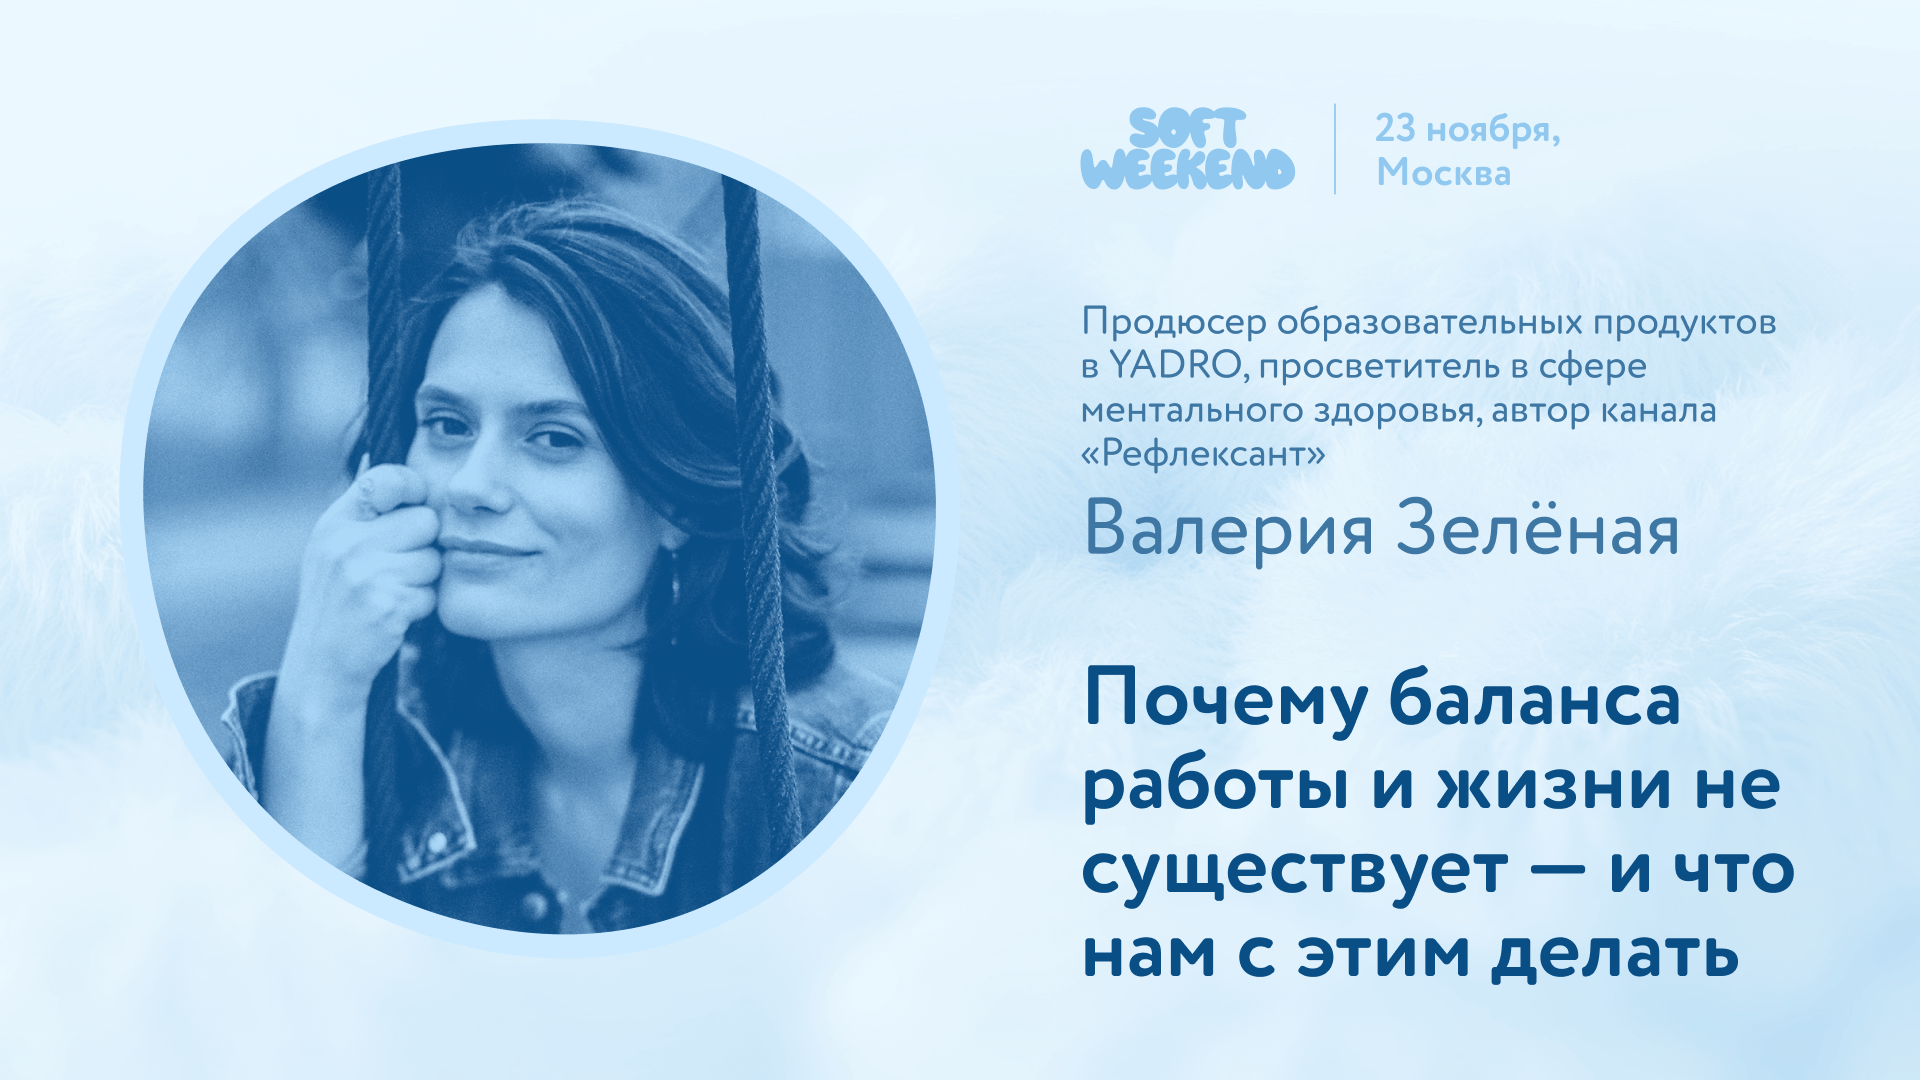 SOFT
WEEKEND
23 ноября,
Москва
Продюсер образовательных продуктов
в YADRO, просветитель в сфере
ментального здоровья, автор канала
«Рефлексант»
Валерия Зелёная
Почему баланса
работы и жизни не
существует — и что
нам с этим делать